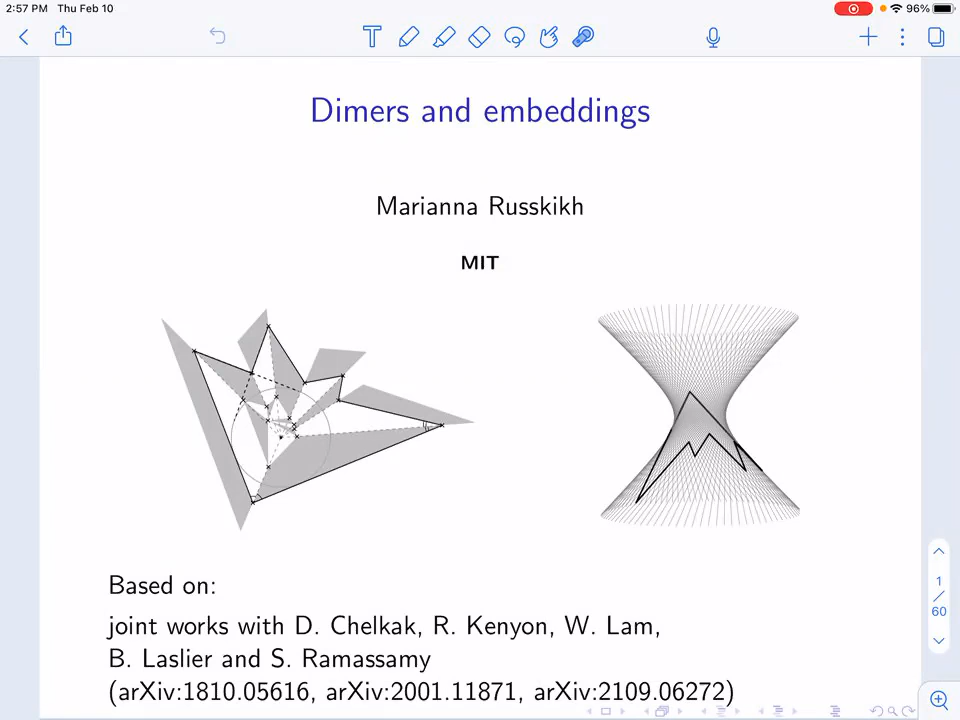 2:57 PM Thu Feb 10
96%
Dimers and embeddings
Marianna Russkikh
MIT
Based on:
joint works with D. Chelkak, R. Kenyon, W. Lam,
B. Laslier and S. Ramassamy
(arXiv:1810.05616, arXiv:2001.11871, arXiv:2109.06272)
1
/
60